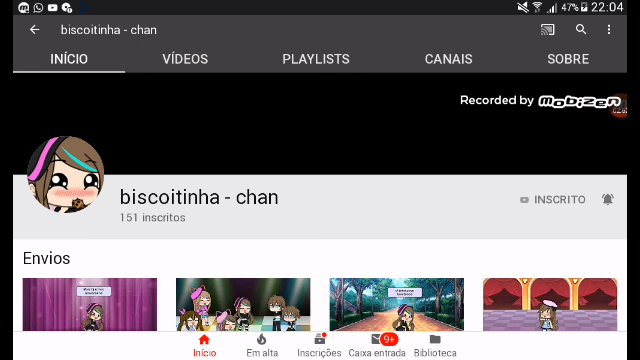 47% 22:04
biscoitinha - chan
INÍCIO VÍDEOS PLAYLISTS CANAIS SOBRE
Recorded by MOBIZEN
biscoitinha - chan
INSCRITO
151 inscritos
Envios
9+
Início Em alta Inscrições Caixa entrada Biblioteca